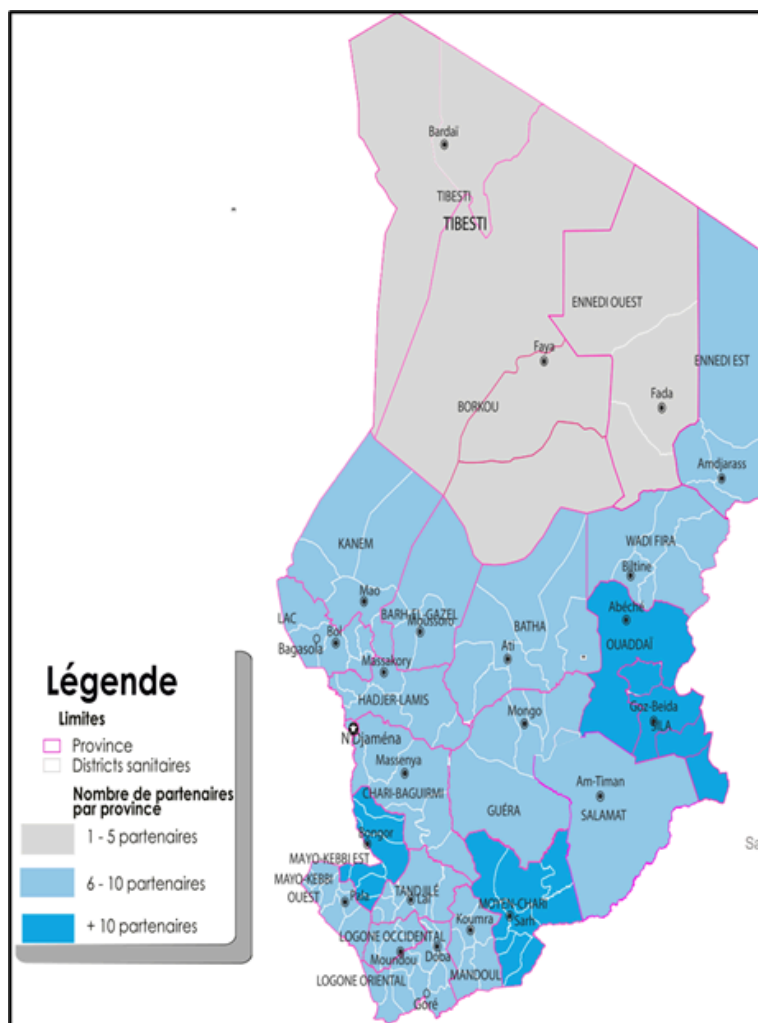 Bardaï
TIBESTI
TIBESTI
ENNEDI OUEST
Faya
ENNEDI EST
BORKOU
Fada
Amdjarass
KANEM
WADI FIRA
Biltine
Mao
Abéche
LAC
BARH-EL-GAZEL
Moussoro
BATHA
Bol
OUADDAÏ
Bagasola
Ati
Massakory
HADJER-LAMIS
Goz-Beida
Mongo
SILA
N'Djaména
Massenya
Am-Timan
CHARI-BAGUIRMI
GUÉRA
SALAMAT
Bongor
Sa
MAYO-KEBBI EST
MAYO-KEBBI
OUEST
Pala
TANDJILÉ
Laï
MOYEN-CHARI
Sarh
Koumra
LOGONE OCCIDENTAL
Moundou
Doba
MANDOUL
LOGONE ORIENTAL
Goré
Légende
Limites
Province
Districts sanitaires
Nombre de partenaires
par province
1 - 5 partenaires
6 - 10 partenaires
+ 10 partenaires